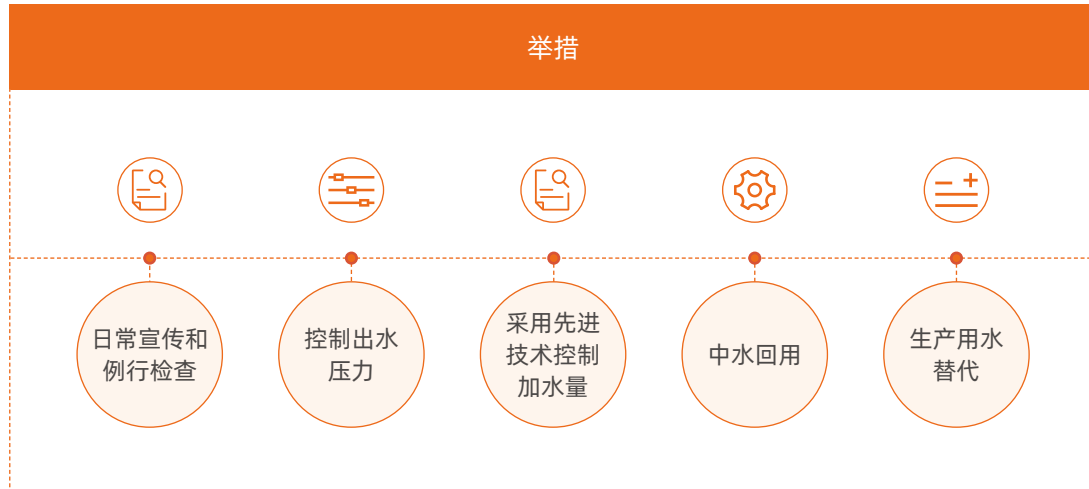 举措
日常宣传和
例行检查
控制出水
压力
采用先进
技术控制
加水量
中水回用
生产用水
替代